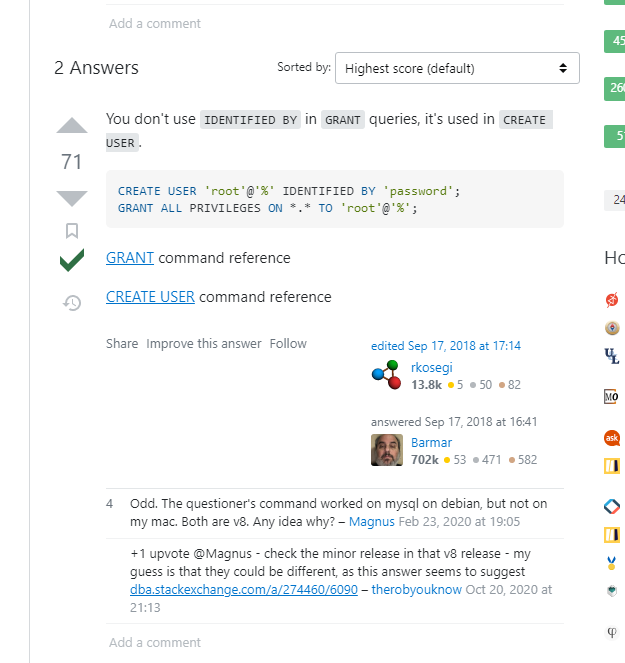 Add a comment
2 Answers
Sorted by:
Highest score (default)
You don't use IDENTIFIED BY in GRANT queries, it's used in CREATE
USER.
71
CREATE USER 'root'@'%' IDENTIFIED BY 'password';
GRANT ALL PRIVILEGES ON *.* TO 'root'@'%';
GRANT command reference
CREATE USER command reference
Share Improve this answer Follow
edited Sep 17, 2018 at 17:14
rkosegi
13.8k 5 50 82
answered Sep 17, 2018 at 16:41
Barmar
702k 53 471 582
4 Odd. The questioner's command worked on mysql on debian, but not on
my mac. Both are v8. Any idea why? – Magnus Feb 23, 2020 at 19:05
+1 upvote @Magnus - check the minor release in that v8 release - my
guess is that they could be different, as this answer seems to suggest
dba.stackexchange.com/a/274460/6090 – therobyouknow Oct 20, 2020 at
21:13
Add a comment
45
5
24
Ho
UL
MO
ask
φ